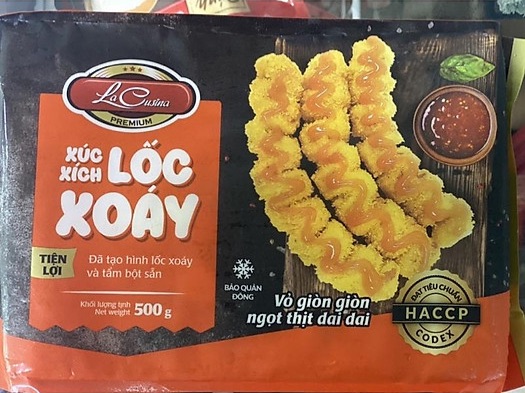 La Cusina
PREMIUM
XÚC
XÍCH
LỐC
XOÁY
TIỆN
LỢI
Đã tạo hình lốc xoáy
và tẩm bột sẵn
Khối lượng tịnh
Net weight 500 g
BẢO QUẢN
ĐÔNG
Vỏ giòn giòn
ngọt thịt dai dai
ĐẠT TIÊU CHUẨN
HACCP
CODEX